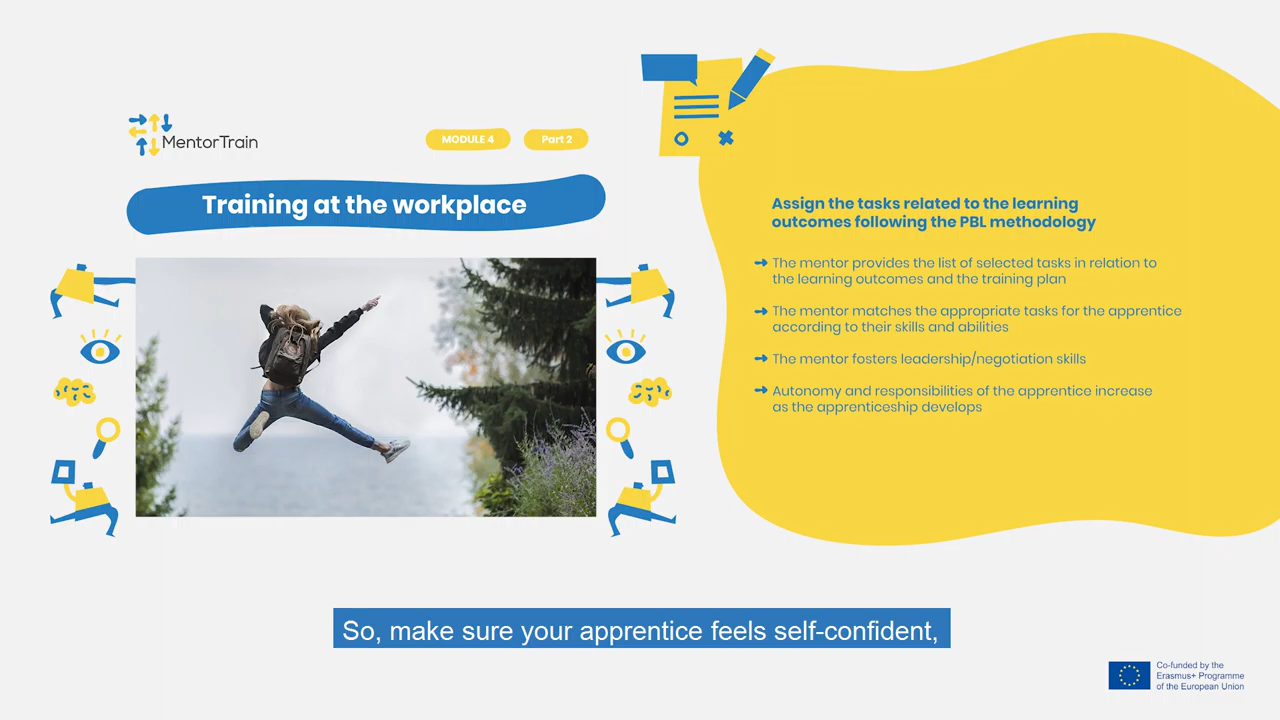 MentorTrain
MODULE 4
Part 2
Training at the workplace
Assign the tasks related to the learning
outcomes following the PBL methodology
The mentor provides the list of selected tasks in relation to
the learning outcomes and the training plan
The mentor matches the appropriate tasks for the apprentice
according to their skills and abilities
The mentor fosters leadership/negotiation skills
Autonomy and responsibilities of the apprentice increase
as the apprenticeship develops
So, make sure your apprentice feels self-confident,
Co-funded by the
Erasmus+ Programme
of the European Union